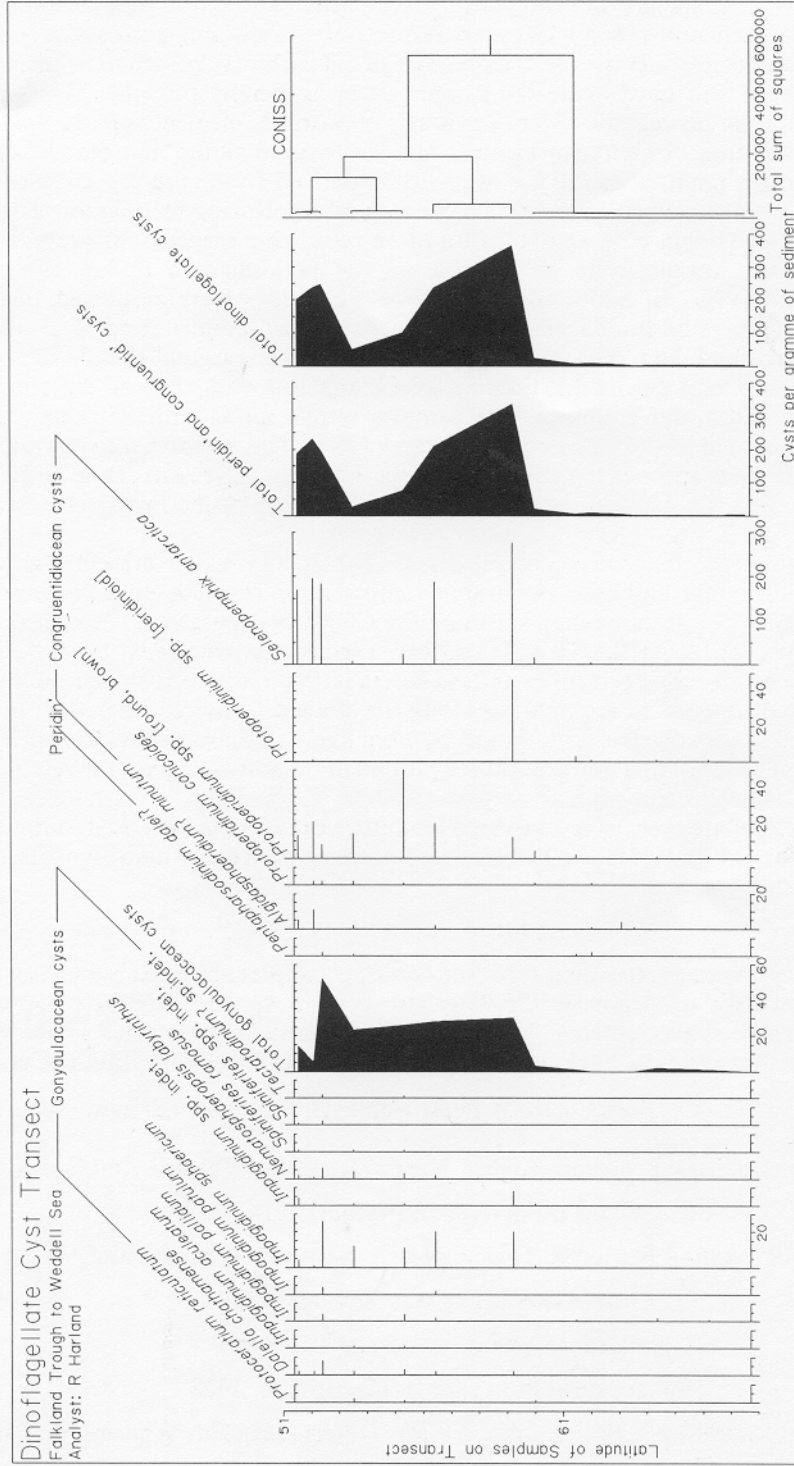 Dinoflagellate Cyst Transect
Falkland Trough to Weddell Sea
Analyst: R Harland
Gonyaulacacean cysts
Peridin'
Congruentidiacean cysts
Protoceratium reticulatum
Dalella chathamense
Impagidinium aculeatum
Impagidinium pallidum
Impagidinium patulum
Impagidinium sphaericum
Impagidinium spp. indet.
Nematosphaeropsis labyrinthus
Spiniferites ramosus
Spiniferites spp. indet.
Tectatodinium? sp.indet.
Total gonyaulacacean cysts
Pentapharsodinium dalei?
Algidasphaeridium? minutum
Protoperidinium conicoides
Protoperidinium spp. [round, brown]
Protoperidinium spp. [peridinioid]
Selenopemphix antarctica
Total peridin' and congruentid' cysts
Total dinoflagellate cysts
CONISS
51
61
Latitude of Samples on Transect
20
20 40 60
20
20 40
20 40
100 200 300
100 200 300 400
100 200 300 400
200000 400000 600000
Total sum of squares
Cysts per gramme of sediment